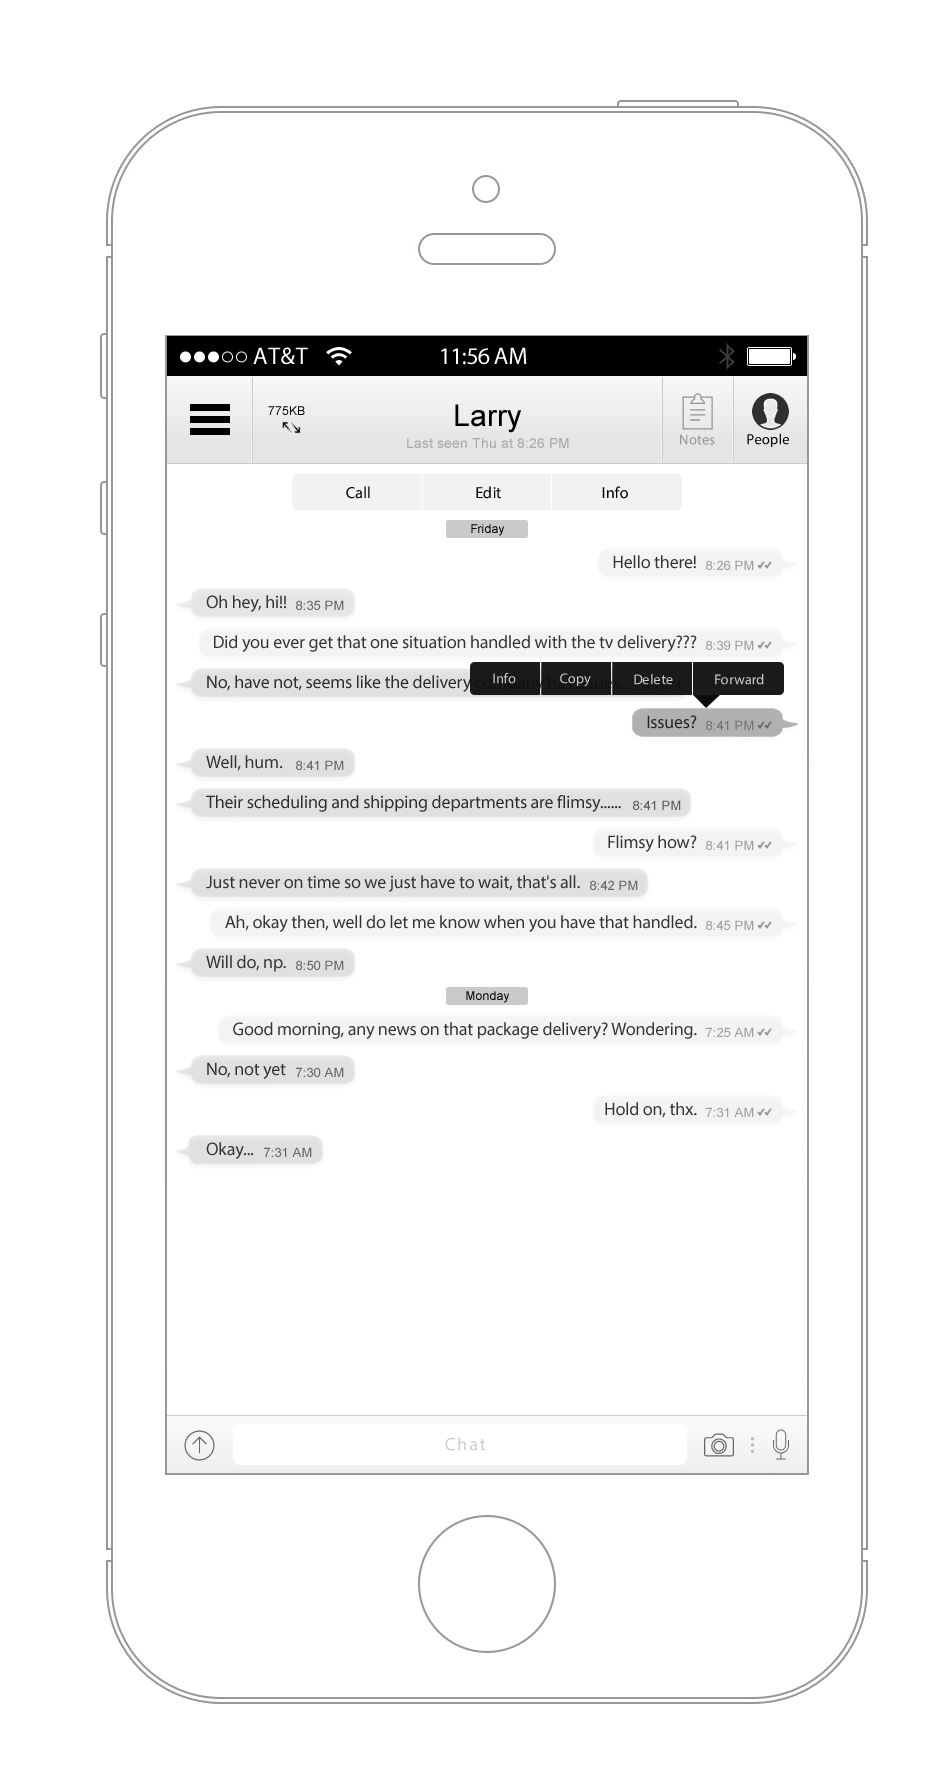 AT&T 11:56 AM
775KB
Larry
Last seen Thu at 8:26 PM
Notes
People
Call Edit Info
Friday
Hello there! 8:26 PM
Oh hey, hi!! 8:35 PM
Did you ever get that one situation handled with the tv delivery??? 8:39 PM
Info Copy Delete Forward
No, have not, seems like the delivery company has issues.
Issues? 8:41 PM
Well, hum. 8:41 PM
Their scheduling and shipping departments are flimsy...... 8:41 PM
Flimsy how? 8:41 PM
Just never on time so we just have to wait, that's all. 8:42 PM
Ah, okay then, well do let me know when you have that handled. 8:45 PM
Will do, np. 8:50 PM
Monday
Good morning, any news on that package delivery? Wondering. 7:25 AM
No, not yet 7:30 AM
Hold on, thx. 7:31 AM
Okay... 7:31 AM
Chat